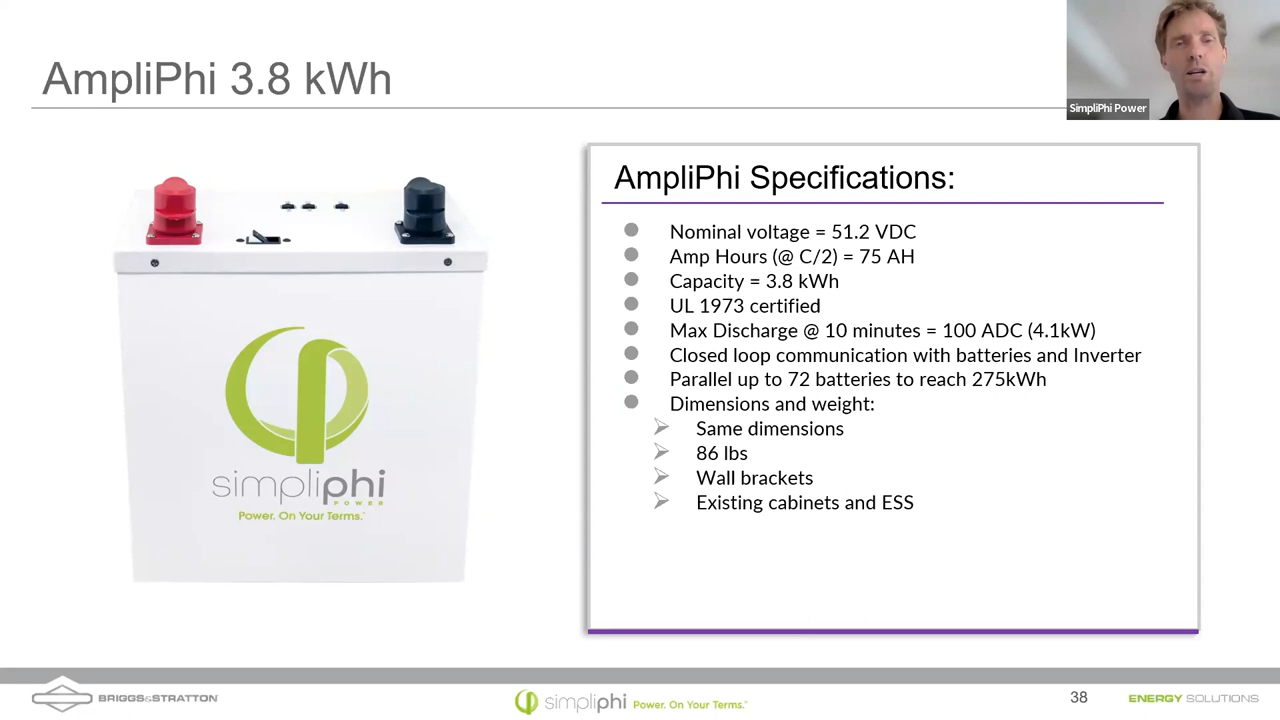 AmpliPhi 3.8 kWh
SimpliPhi Power
AmpliPhi Specifications:
Nominal voltage = 51.2 VDC
Amp Hours (@ C/2) = 75 AH
Capacity = 3.8 kWh
UL 1973 certified
Max Discharge @ 10 minutes = 100 ADC (4.1kW)
Closed loop communication with batteries and Inverter
Parallel up to 72 batteries to reach 275kWh
Dimensions and weight:
Same dimensions
86 lbs
Wall brackets
Existing cabinets and ESS
simpliphi
POWER
Power. On Your Terms.™
BRIGGS&STRATTON
simpliphi Power. On Your Terms.™
38
ENERGY SOLUTIONS